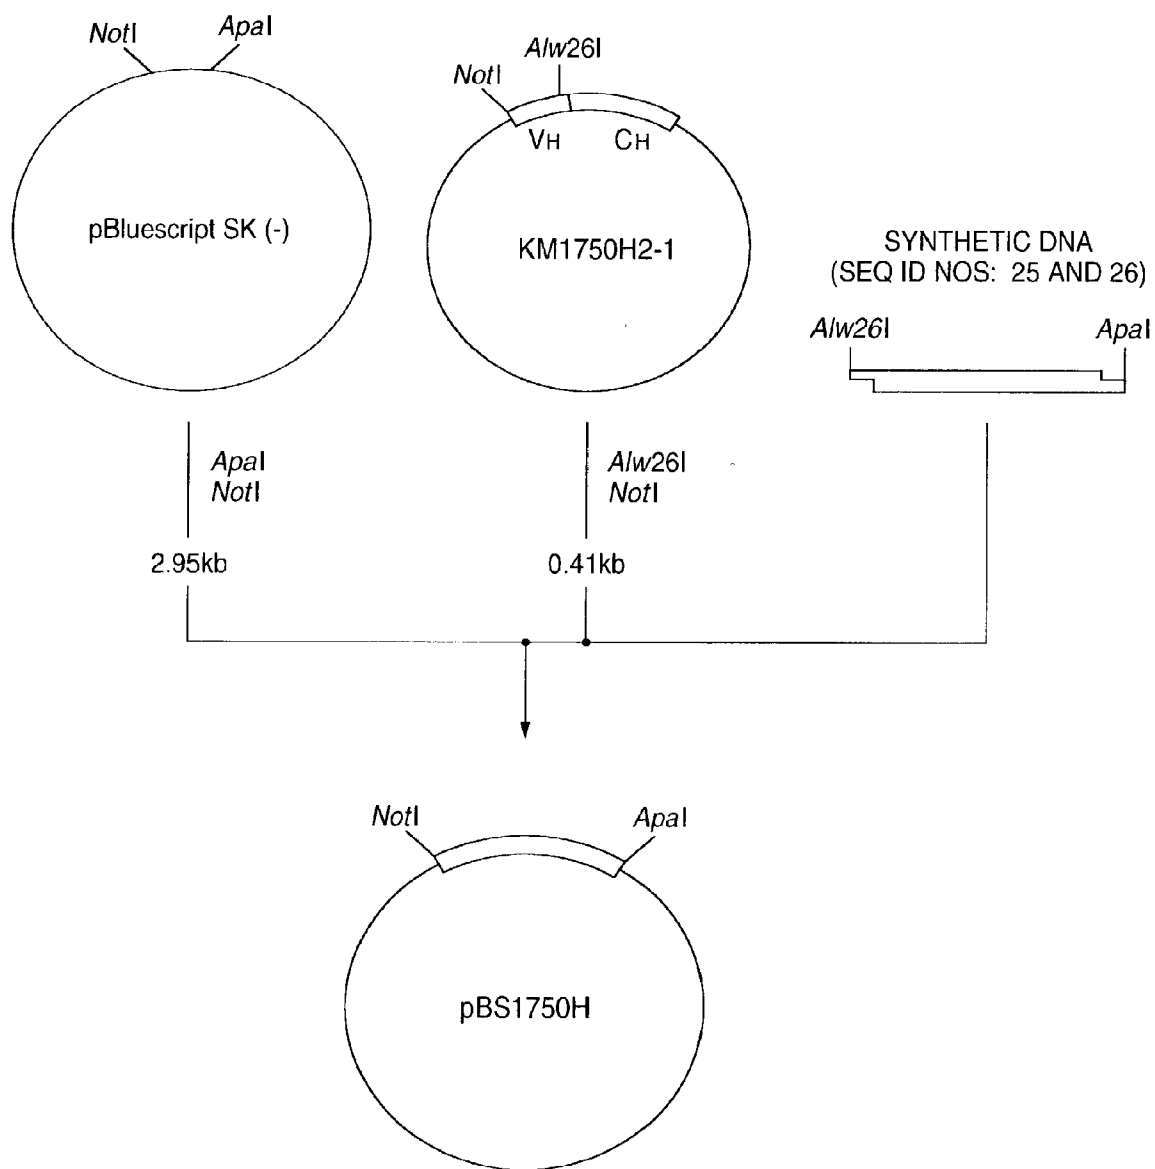 NotI
ApaI
pBluescript SK (-)
NotI
Alw26I
VH
CH
KM1750H2-1
SYNTHETIC DNA
(SEQ ID NOS: 25 AND 26)
Alw26I
ApaI
ApaI
NotI
2.95kb
Alw26I
NotI
0.41kb
NotI
ApaI
pBS1750H